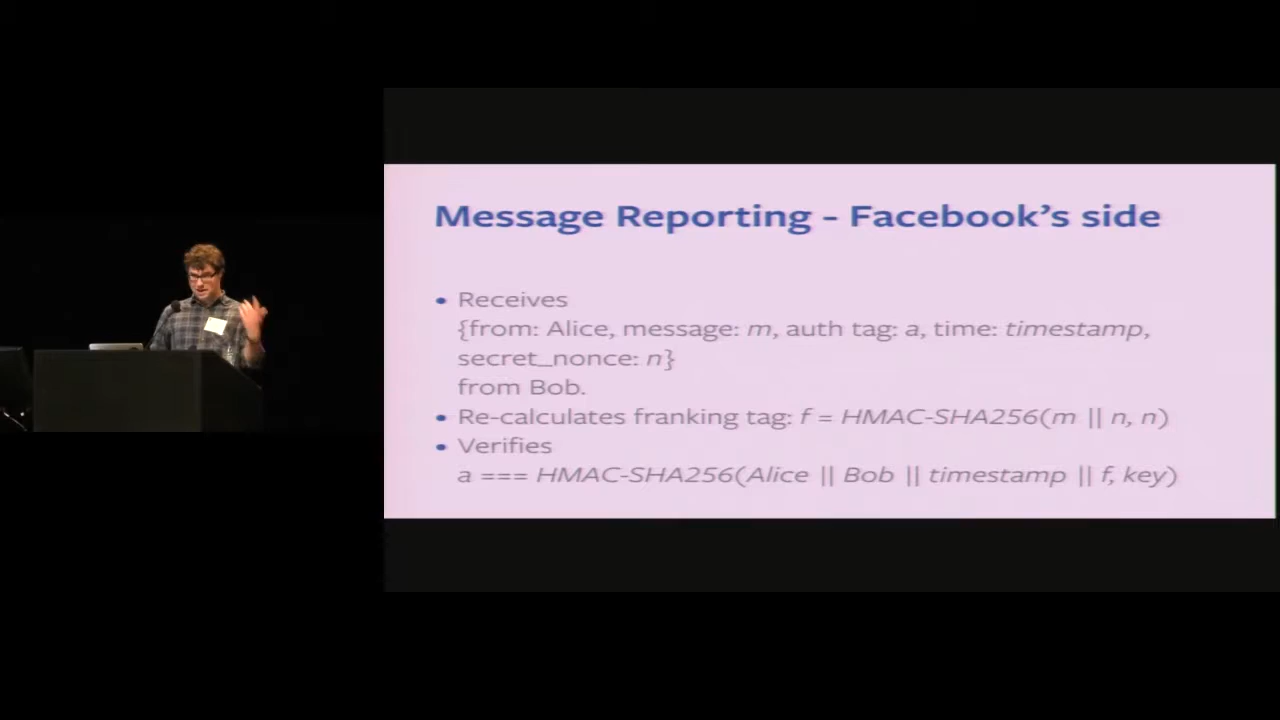 Message Reporting - Facebook's side
• Receives
{from: Alice, message: m, auth tag: a, time: timestamp,
secret_nonce: n}
from Bob.
• Re-calculates franking tag: f = HMAC-SHA256(m || n, n)
• Verifies
a === HMAC-SHA256(Alice || Bob || timestamp || f, key)